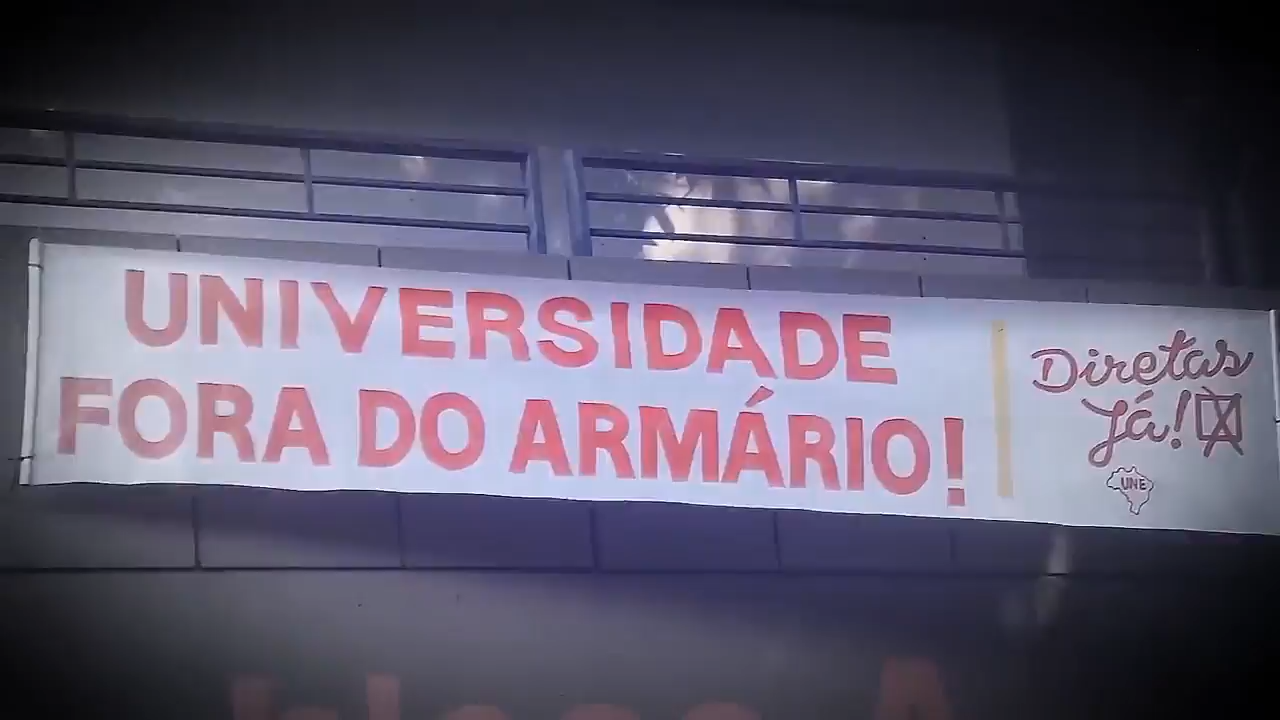 UNIVERSIDADE
FORA DO ARMÁRIO!
Diretas
Já!
UNE